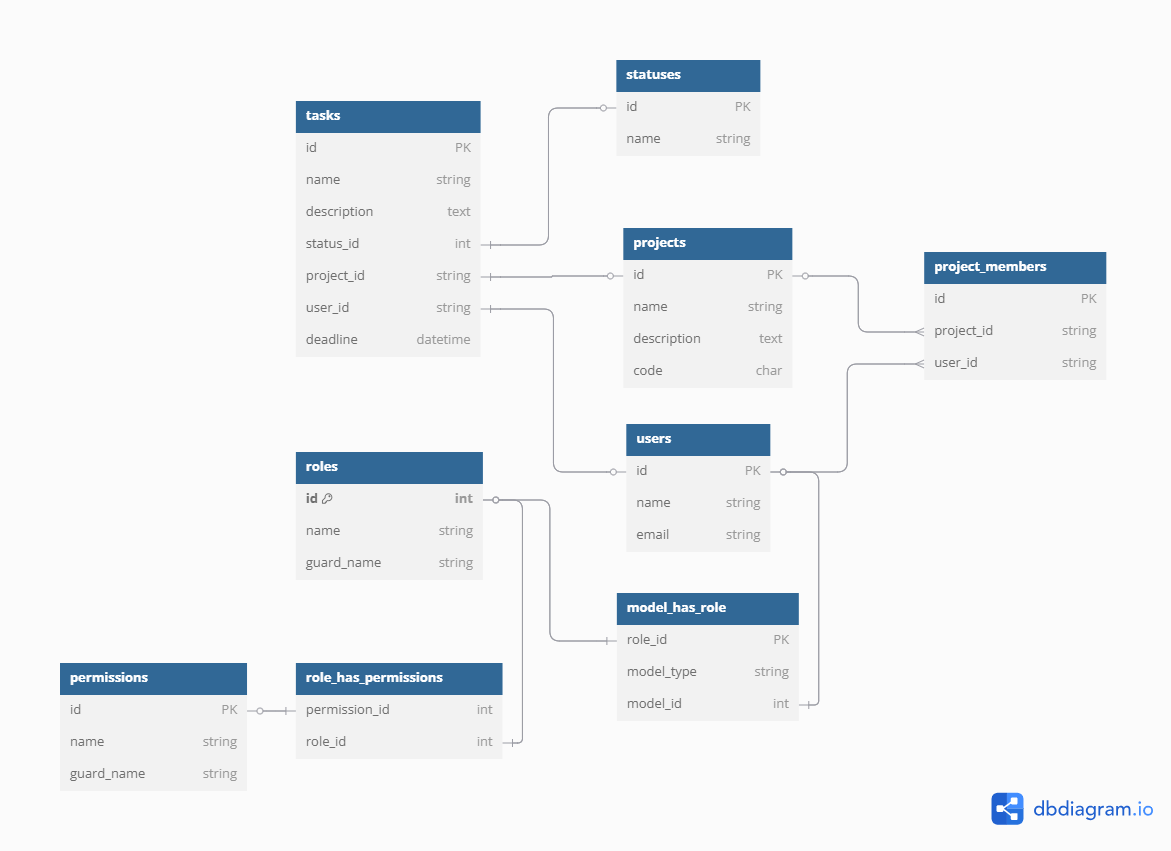 statuses
id PK
name string
tasks
id PK
name string
description text
status_id int
project_id string
user_id string
deadline datetime
projects
id PK
name string
description text
code char
project_members
id PK
project_id string
user_id string
users
id PK
name string
email string
roles
id int
name string
guard_name string
model_has_role
role_id PK
model_type string
model_id int
permissions
id PK
name string
guard_name string
role_has_permissions
permission_id int
role_id int
dbdiagram.io